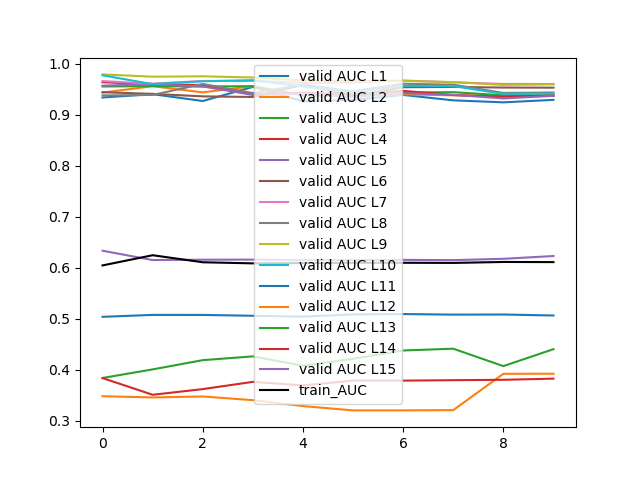 1.0
0.9
0.8
0.7
0.6
0.5
0.4
0.3
valid AUC L1
valid AUC L2
valid AUC L3
valid AUC L4
valid AUC L5
valid AUC L6
valid AUC L7
valid AUC L8
valid AUC L9
valid AUC L10
valid AUC L11
valid AUC L12
valid AUC L13
valid AUC L14
valid AUC L15
train_AUC
0 2 4 6 8